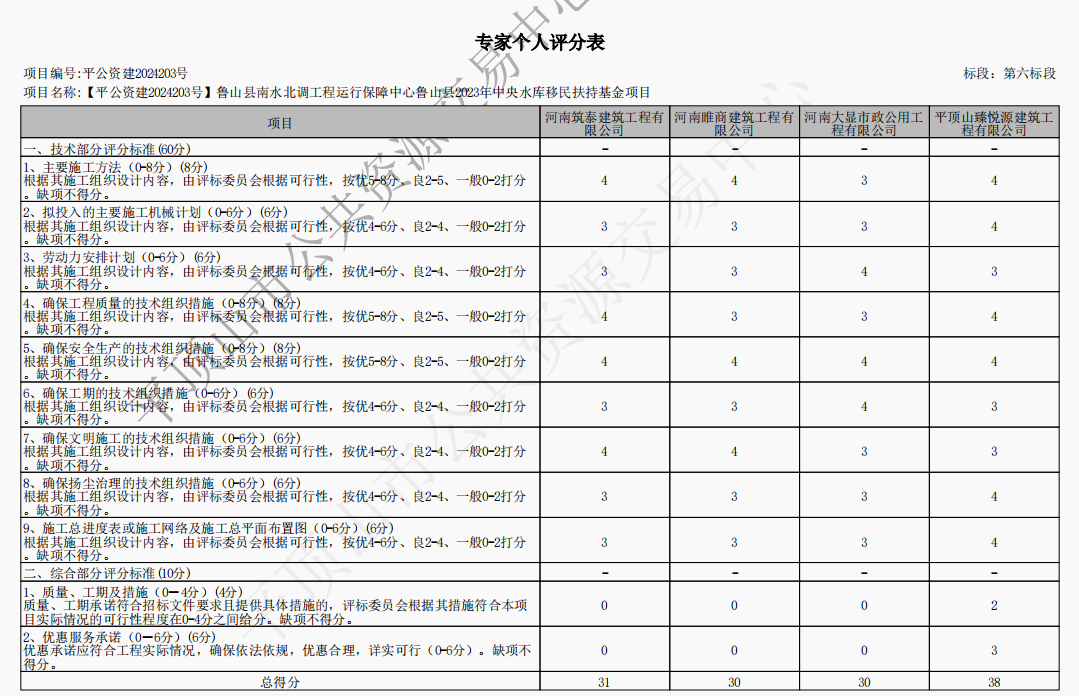 专家个人评分表
项目编号:平公资建2024203号 标段：第六标段
项目名称:【平公资建2024203号】鲁山县南水北调工程运行保障中心鲁山县2023年中央水库移民扶持基金项目
项目 河南筑泰建筑工程有限公司 河南睢商建筑工程有限公司 河南大显市政公用工程有限公司 平顶山臻悦源建筑工程有限公司
一、技术部分评分标准(60分) - - - -
1、主要施工方法（0-8分）(8分)
根据其施工组织设计内容，由评标委员会根据可行性，按优5-8分、良2-5、一般0-2打分 4 4 3 4
。缺项不得分。
2、拟投入的主要施工机械计划（0-6分）(6分)
根据其施工组织设计内容，由评标委员会根据可行性，按优4-6分、良2-4、一般0-2打分 3 3 3 4
。缺项不得分。
3、劳动力安排计划（0-6分）(6分)
根据其施工组织设计内容，由评标委员会根据可行性，按优4-6分、良2-4、一般0-2打分 3 3 4 3
。缺项不得分。
4、确保工程质量的技术组织措施（0-8分）(8分)
根据其施工组织设计内容，由评标委员会根据可行性，按优5-8分、良2-5、一般0-2打分 4 3 3 4
。缺项不得分。
5、确保安全生产的技术组织措施（0-8分）(8分)
根据其施工组织设计内容，由评标委员会根据可行性，按优5-8分、良2-5、一般0-2打分 4 4 4 4
。缺项不得分。
6、确保工期的技术组织措施（0-6分）(6分)
根据其施工组织设计内容，由评标委员会根据可行性，按优4-6分、良2-4、一般0-2打分 3 3 4 3
。缺项不得分。
7、确保文明施工的技术组织措施（0-6分）(6分)
根据其施工组织设计内容，由评标委员会根据可行性，按优4-6分、良2-4、一般0-2打分 4 4 3 3
。缺项不得分。
8、确保扬尘治理的技术组织措施（0-6分）(6分)
根据其施工组织设计内容，由评标委员会根据可行性，按优4-6分、良2-4、一般0-2打分 3 3 3 4
。缺项不得分。
9、施工总进度表或施工网络及施工总平面布置图（0-6分）(6分)
根据其施工组织设计内容，由评标委员会根据可行性，按优4-6分、良2-4、一般0-2打分 3 3 3 4
。缺项不得分。
二、综合部分评分标准(10分) - - - -
1、质量、工期及措施（0－4分）(4分)
质量、工期承诺符合招标文件要求且提供具体措施的，评标委员会根据其措施符合本项 0 0 0 2
目实际情况的可行性程度在0-4分之间给分。缺项不得分。
2、优惠服务承诺（0－6分）(6分)
优惠承诺应符合工程实际情况，确保依法依规，优惠合理，详实可行（0-6分）。缺项不 0 0 0 3
得分。
总得分 31 30 30 38
平顶山市公共资源交易中心
平顶山市公共资源交易中心